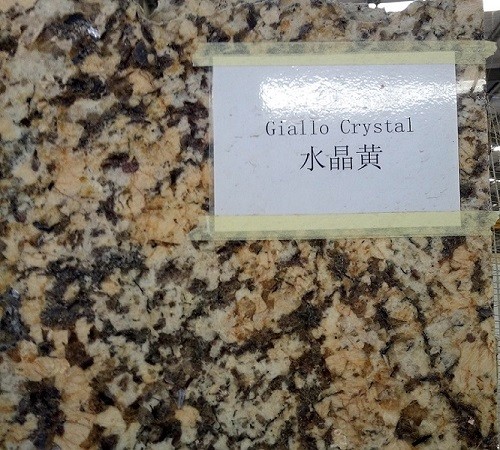 Giallo Crystal
水晶黄